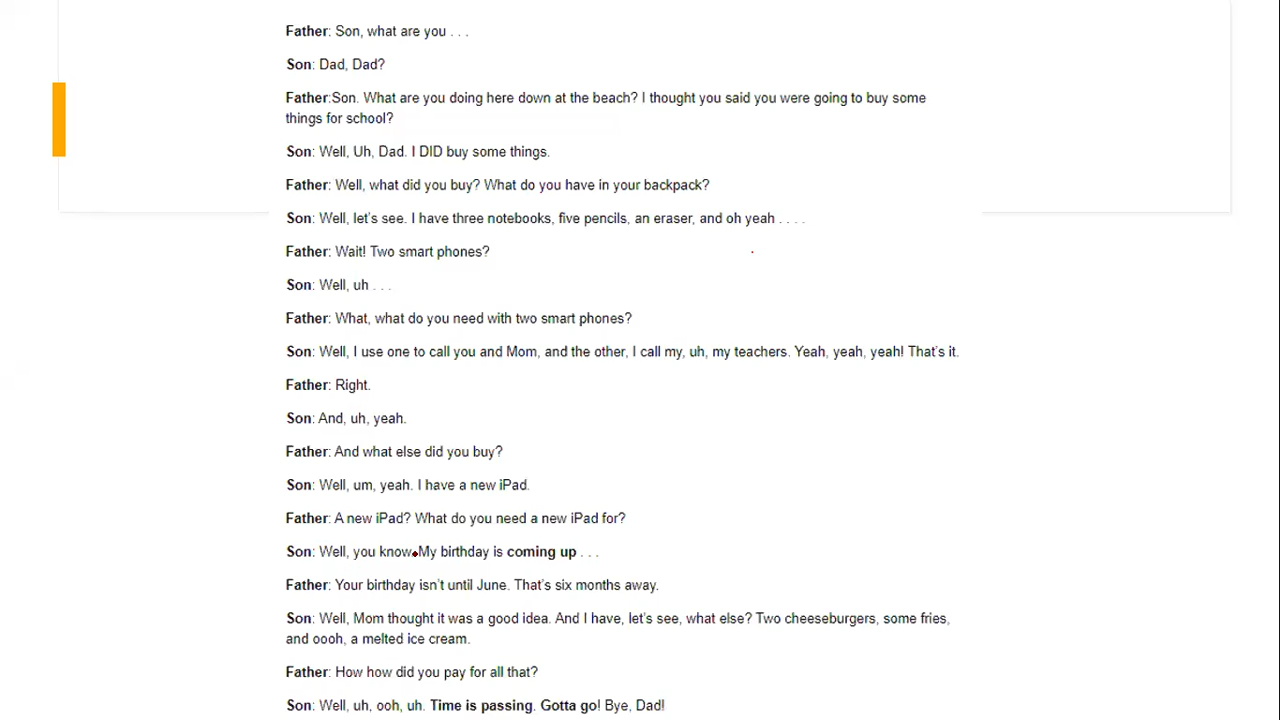 Father: Son, what are you . . .
Son: Dad, Dad?
Father:Son. What are you doing here down at the beach? I thought you said you were going to buy some
things for school?
Son: Well, Uh, Dad. I DID buy some things.
Father: Well, what did you buy? What do you have in your backpack?
Son: Well, let's see. I have three notebooks, five pencils, an eraser, and oh yeah . . . .
Father: Wait! Two smart phones?
Son: Well, uh . . .
Father: What, what do you need with two smart phones?
Son: Well, I use one to call you and Mom, and the other, I call my, uh, my teachers. Yeah, yeah, yeah! That's it.
Father: Right.
Son: And, uh, yeah.
Father: And what else did you buy?
Son: Well, um, yeah. I have a new iPad.
Father: A new iPad? What do you need a new iPad for?
Son: Well, you know. My birthday is coming up . . .
Father: Your birthday isn't until June. That's six months away.
Son: Well, Mom thought it was a good idea. And I have, let's see, what else? Two cheeseburgers, some fries,
and oooh, a melted ice cream.
Father: How how did you pay for all that?
Son: Well, uh, ooh, uh. Time is passing. Gotta go! Bye, Dad!